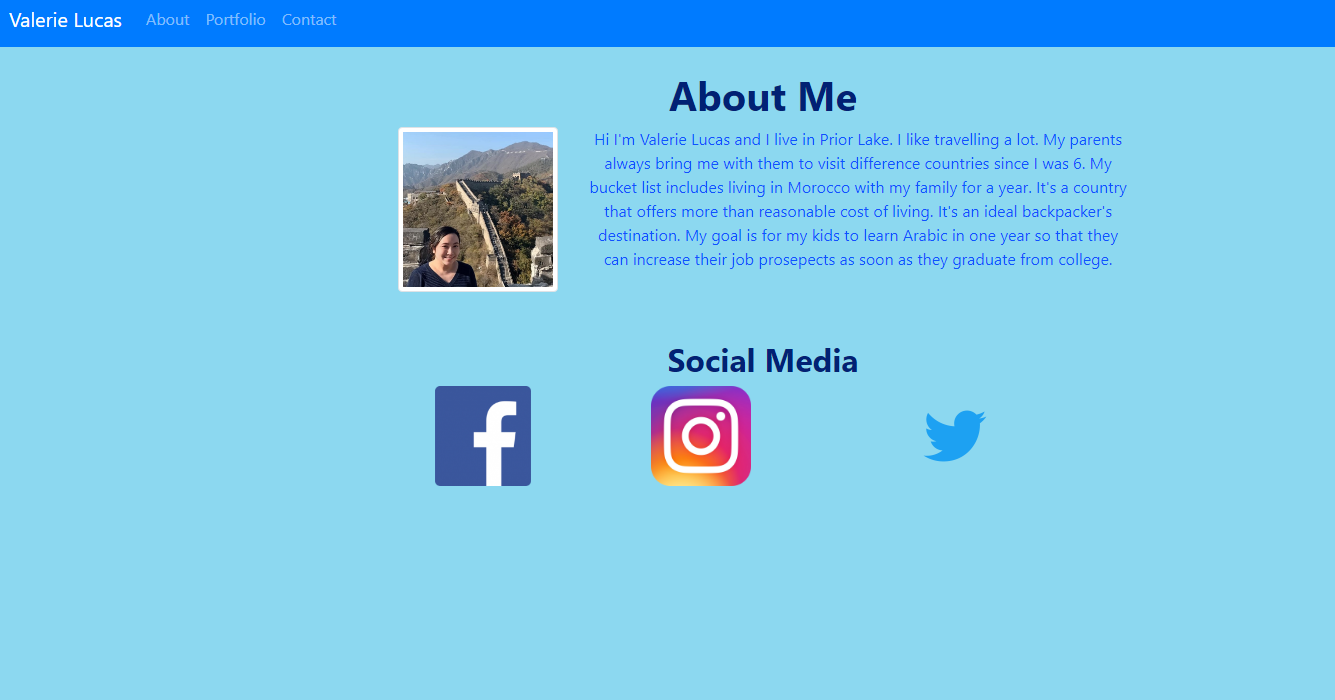 Valerie Lucas About Portfolio Contact
About Me
Hi I'm Valerie Lucas and I live in Prior Lake. I like travelling a lot. My parents
always bring me with them to visit difference countries since I was 6. My
bucket list includes living in Morocco with my family for a year. It's a country
that offers more than reasonable cost of living. It's an ideal backpacker's
destination. My goal is for my kids to learn Arabic in one year so that they
can increase their job prosepects as soon as they graduate from college.
Social Media